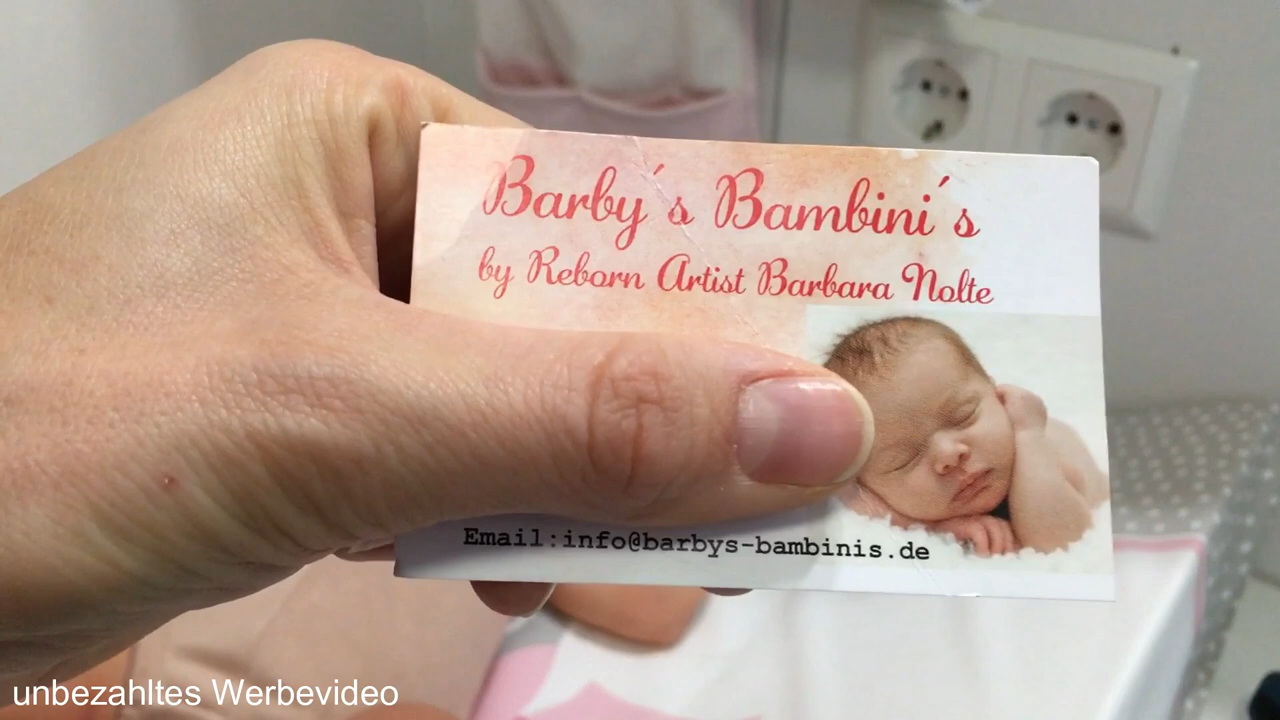 Barby´s Bambini´s
by Reborn Artist Barbara Nolte
Email:info@barbys-bambinis.de
unbezahltes Werbevideo